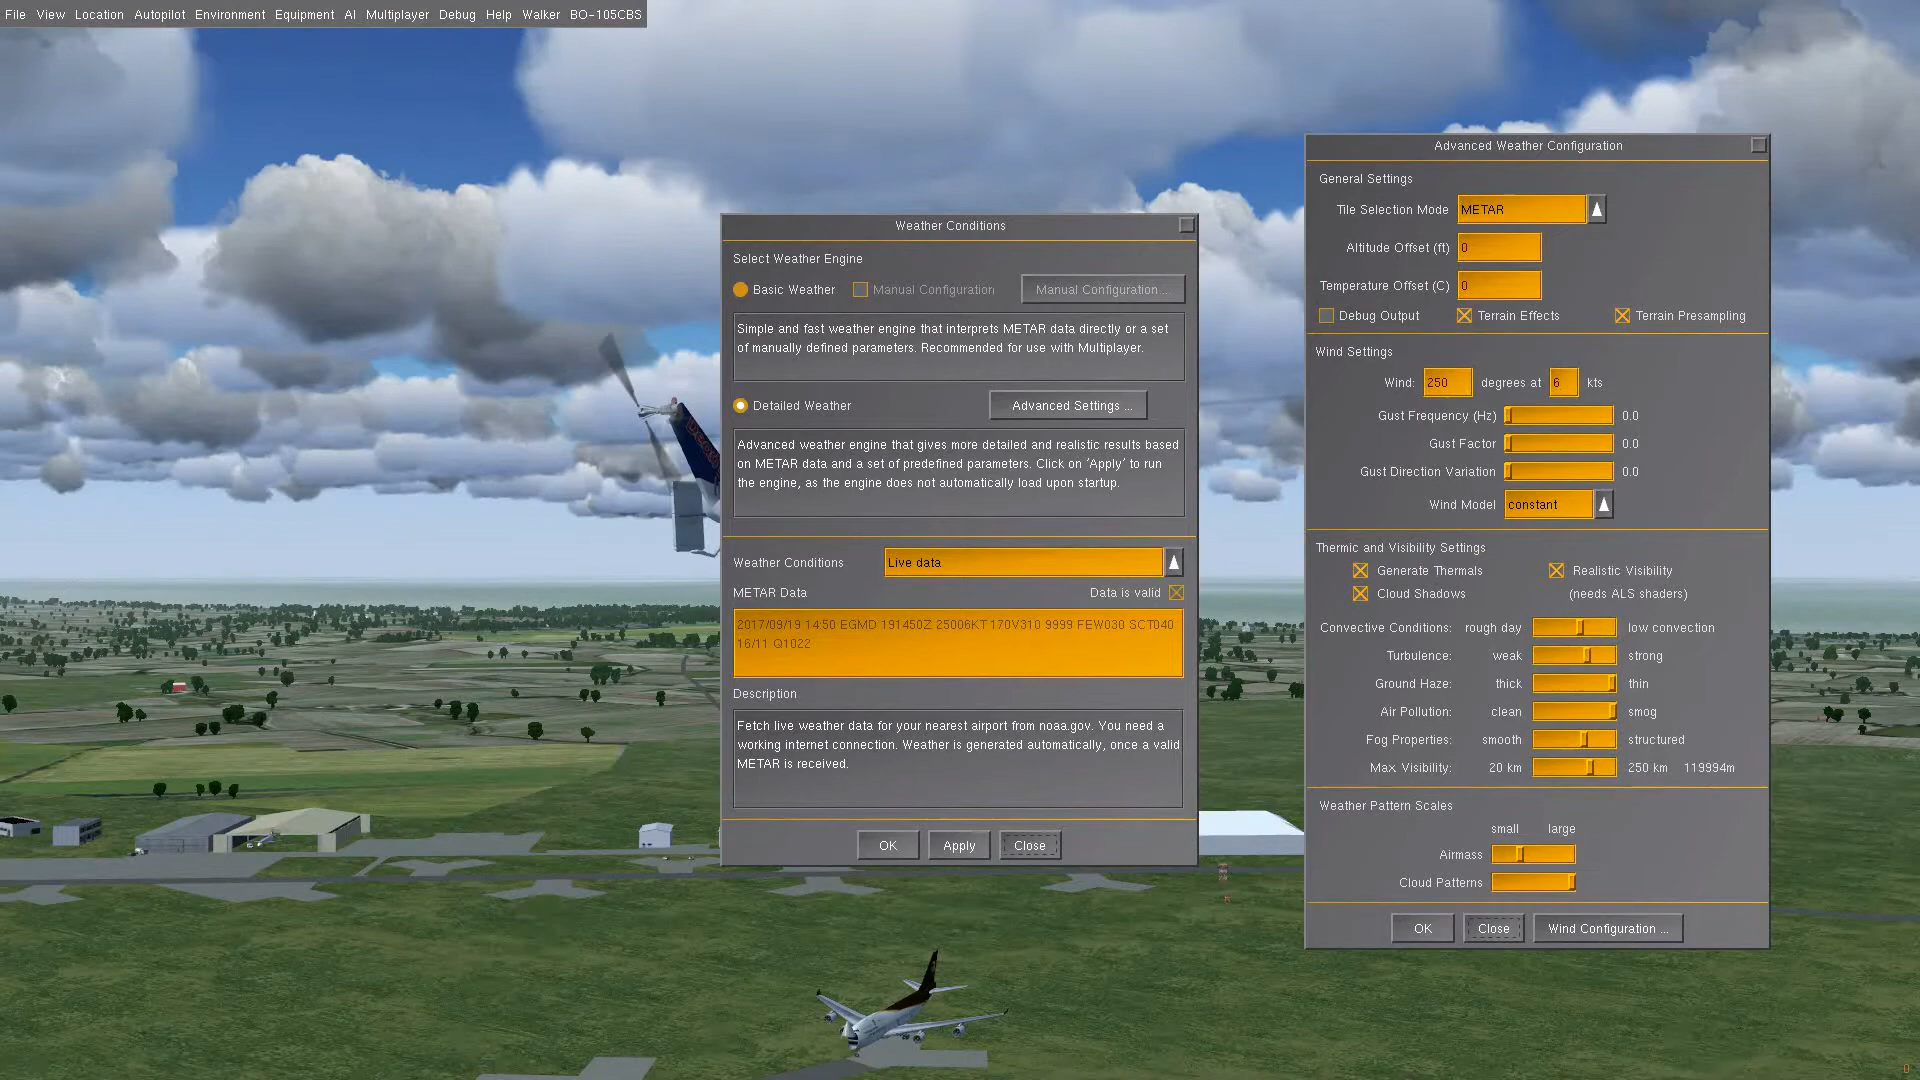 File View Location Autopilot Environment Equipment AI Multiplayer Debug Help Walker BO-105CBS
Weather Conditions
Select Weather Engine
Basic Weather Manual Configuration Manual Configuration ...
Simple and fast weather engine that interprets METAR data directly or a set
of manually defined parameters. Recommended for use with Multiplayer.
Detailed Weather Advanced Settings ...
Advanced weather engine that gives more detailed and realistic results based
on METAR data and a set of predefined parameters. Click on 'Apply' to run
the engine, as the engine does not automatically load upon startup.
Weather Conditions Live data
METAR Data Data is valid
2017/09/19 14:50 EGMD 191450Z 25006KT 170V310 9999 FEW030 SCT040
16/11 Q1022
Description
Fetch live weather data for your nearest airport from noaa.gov. You need a
working internet connection. Weather is generated automatically, once a valid
METAR is received.
OK Apply Close
Advanced Weather Configuration
General Settings
Tile Selection Mode METAR
Altitude Offset (ft) 0
Temperature Offset (C) 0
Debug Output Terrain Effects Terrain Presampling
Wind Settings
Wind: 250 degrees at 6 kts
Gust Frequency (Hz) 0.0
Gust Factor 0.0
Gust Direction Variation 0.0
Wind Model constant
Thermic and Visibility Settings
Generate Thermals Realistic Visibility
Cloud Shadows (needs ALS shaders)
Convective Conditions: rough day low convection
Turbulence: weak strong
Ground Haze: thick thin
Air Pollution: clean smog
Fog Properties: smooth structured
Max. Visibility: 20 km 250 km 119994m
Weather Pattern Scales
small large
Airmass
Cloud Patterns
OK Close Wind Configuration ...
0